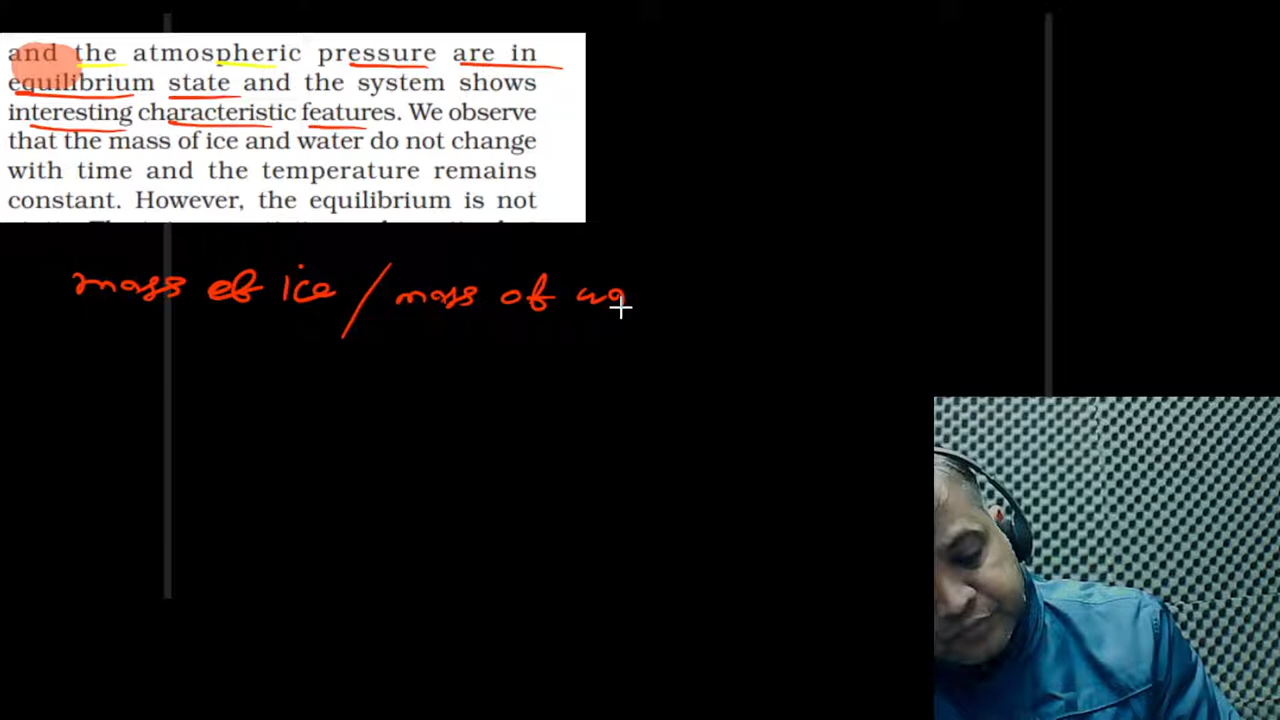 and the atmospheric pressure are in
equilibrium state and the system shows
interesting characteristic features. We observe
that the mass of ice and water do not change
with time and the temperature remains
constant. However, the equilibrium is not
mass of ice / mass of wa